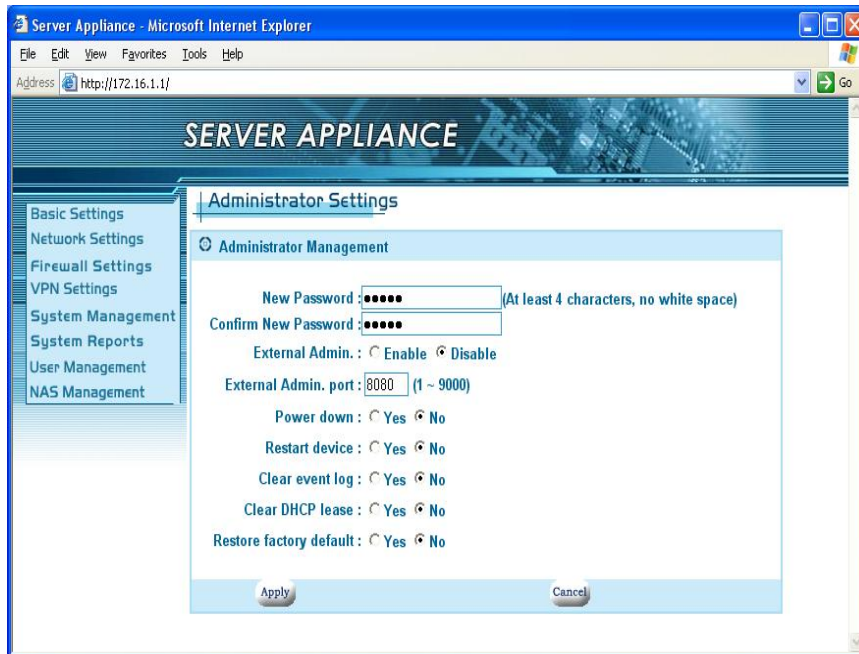 Server Appliance - Microsoft Internet Explorer
File Edit View Favorites Tools Help
Address http://172.16.1.1/ Go
SERVER APPLIANCE
Administrator Settings
Basic Settings
Network Settings
Firewall Settings
VPN Settings
System Management
System Reports
User Management
NAS Management
Administrator Management
New Password : ••••• (At least 4 characters, no white space)
Confirm New Password : •••••
External Admin. : Enable Disable
External Admin. port : 8080 (1 ~ 9000)
Power down : Yes No
Restart device : Yes No
Clear event log : Yes No
Clear DHCP lease : Yes No
Restore factory default : Yes No
Apply Cancel